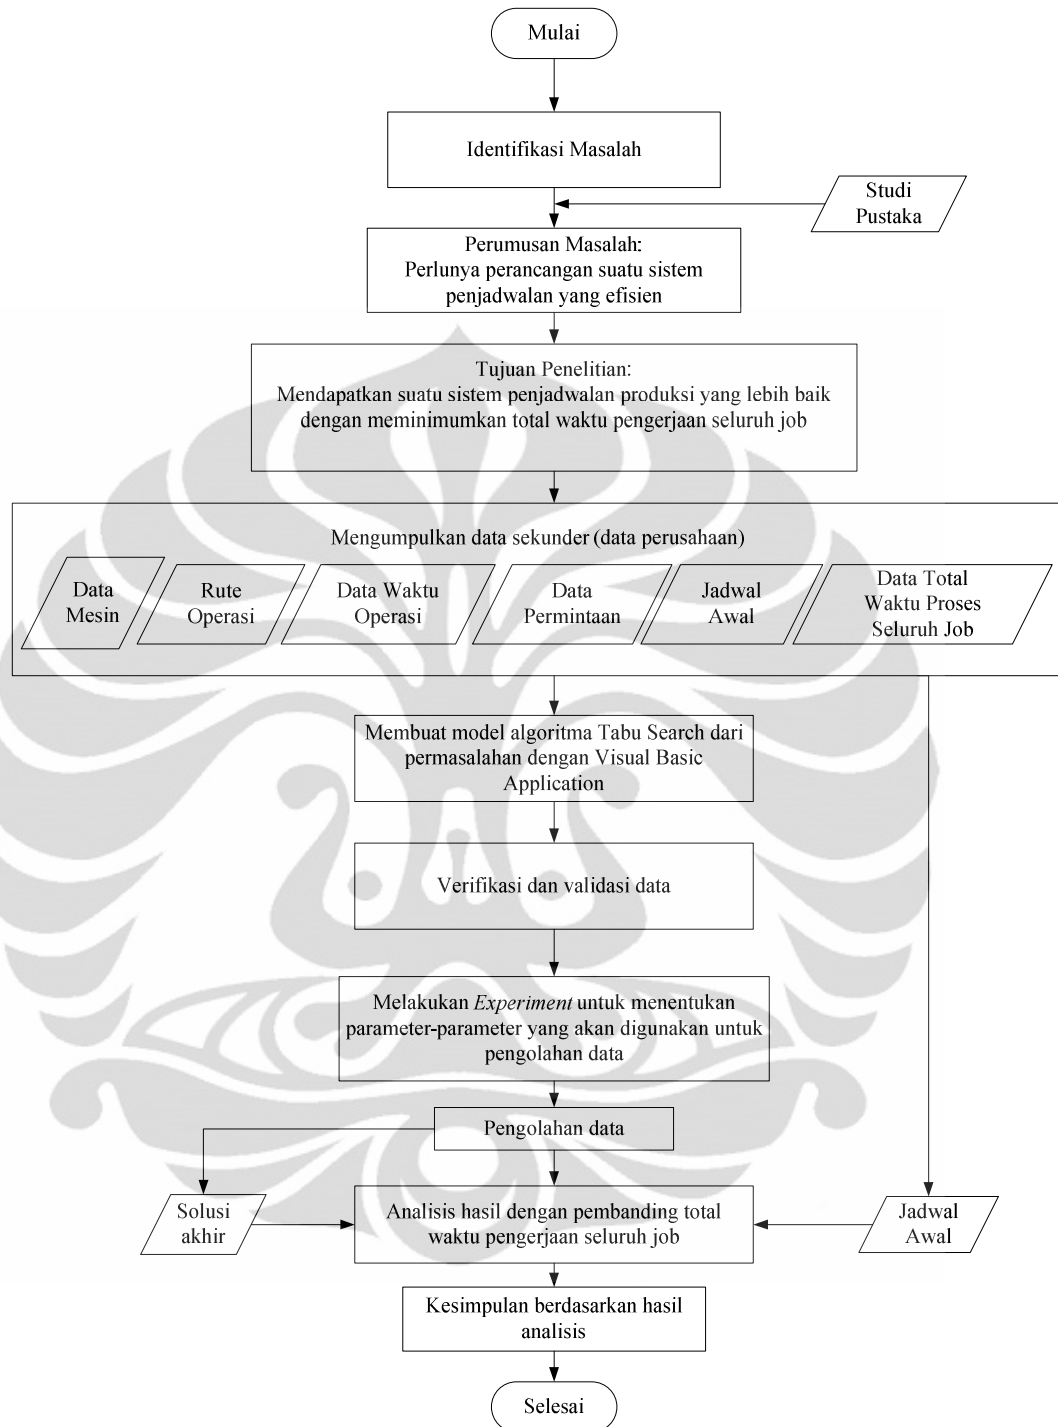 Mulai
Identifikasi Masalah
Studi
Pustaka
Perumusan Masalah:
Perlunya perancangan suatu sistem
penjadwalan yang efisien
Tujuan Penelitian:
Mendapatkan suatu sistem penjadwalan produksi yang lebih baik
dengan meminimumkan total waktu pengerjaan seluruh job
Mengumpulkan data sekunder (data perusahaan)
Data
Mesin
Rute
Operasi
Data Waktu
Operasi
Data
Permintaan
Jadwal
Awal
Data Total
Waktu Proses
Seluruh Job
Membuat model algoritma Tabu Search dari
permasalahan dengan Visual Basic
Application
Verifikasi dan validasi data
Melakukan Experiment untuk menentukan
parameter-parameter yang akan digunakan untuk
pengolahan data
Pengolahan data
Solusi
akhir
Analisis hasil dengan pembanding total
waktu pengerjaan seluruh job
Jadwal
Awal
Kesimpulan berdasarkan hasil
analisis
Selesai